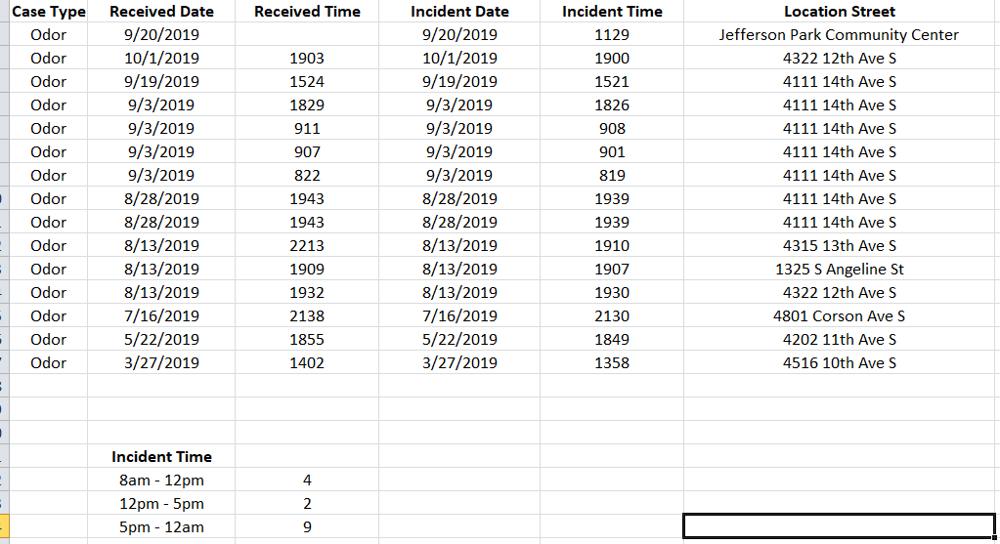 Case Type Received Date Received Time Incident Date Incident Time Location Street
Odor 9/20/2019 9/20/2019 1129 Jefferson Park Community Center
Odor 10/1/2019 1903 10/1/2019 1900 4322 12th Ave S
Odor 9/19/2019 1524 9/19/2019 1521 4111 14th Ave S
Odor 9/3/2019 1829 9/3/2019 1826 4111 14th Ave S
Odor 9/3/2019 911 9/3/2019 908 4111 14th Ave S
Odor 9/3/2019 907 9/3/2019 901 4111 14th Ave S
Odor 9/3/2019 822 9/3/2019 819 4111 14th Ave S
Odor 8/28/2019 1943 8/28/2019 1939 4111 14th Ave S
Odor 8/28/2019 1943 8/28/2019 1939 4111 14th Ave S
Odor 8/13/2019 2213 8/13/2019 1910 4315 13th Ave S
Odor 8/13/2019 1909 8/13/2019 1907 1325 S Angeline St
Odor 8/13/2019 1932 8/13/2019 1930 4322 12th Ave S
Odor 7/16/2019 2138 7/16/2019 2130 4801 Corson Ave S
Odor 5/22/2019 1855 5/22/2019 1849 4202 11th Ave S
Odor 3/27/2019 1402 3/27/2019 1358 4516 10th Ave S
Incident Time
8am - 12pm 4
12pm - 5pm 2
5pm - 12am 9